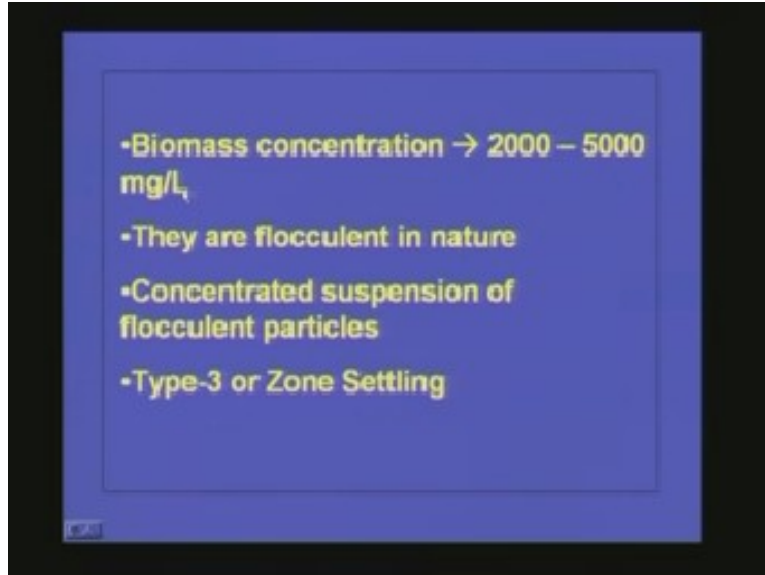 •Biomass concentration → 2000 – 5000
mg/L
•They are flocculent in nature
•Concentrated suspension of
flocculent particles
•Type-3 or Zone Settling